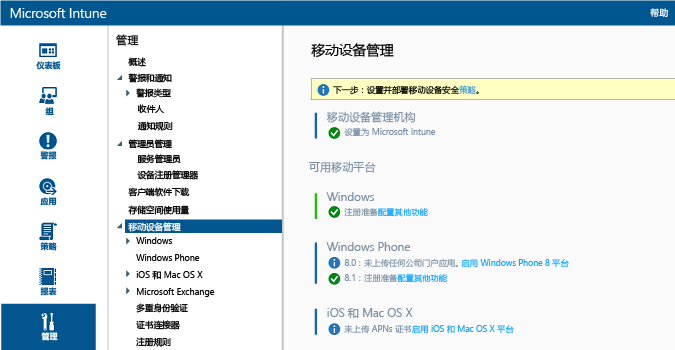 Microsoft Intune
帮助
仪表板
组
警报
应用
策略
报表
管理
管理
概述
警报和通知
警报类型
收件人
通知规则
管理员管理
服务管理员
设备注册管理器
客户端软件下载
存储空间使用量
移动设备管理
Windows
Windows Phone
iOS 和 Mac OS X
Microsoft Exchange
多重身份验证
证书连接器
注册规则
移动设备管理
下一步：设置并部署移动设备安全策略。
移动设备管理机构
设置为 Microsoft Intune
可用移动平台
Windows
注册准备配置其他功能
Windows Phone
8.0：未上传任何公司门户应用。启用 Windows Phone 8 平台
8.1：注册准备配置其他功能
iOS 和 Mac OS X
未上传 APNs 证书启用 iOS 和 Mac OS X 平台